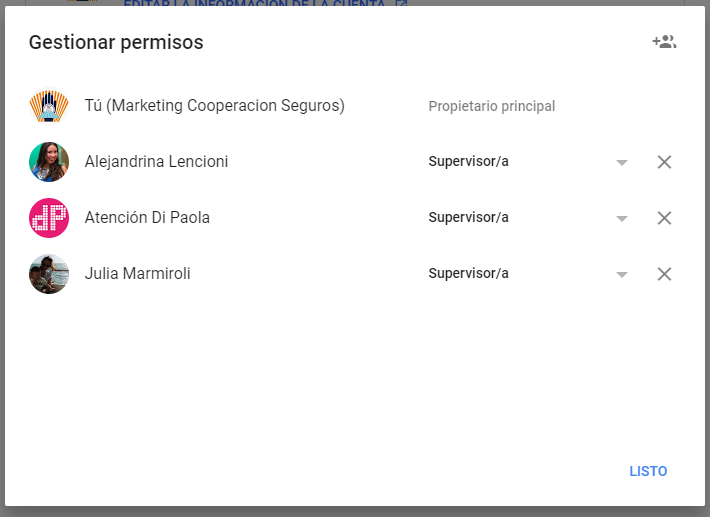 EDITAR LA INFORMACIÓN DE LA CUENTA
Gestionar permisos
Tú (Marketing Cooperacion Seguros) Propietario principal
Alejandrina Lencioni Supervisor/a
dP
Atención Di Paola Supervisor/a
Julia Marmiroli Supervisor/a
LISTO